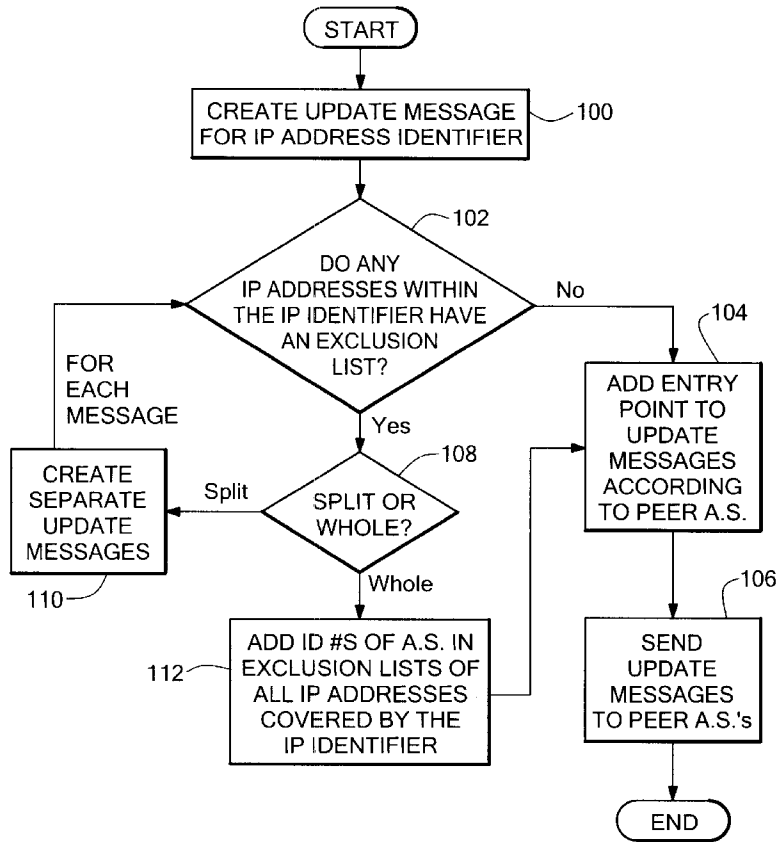 START
CREATE UPDATE MESSAGE
FOR IP ADDRESS IDENTIFIER
100
102
DO ANY
IP ADDRESSES WITHIN
THE IP IDENTIFIER HAVE
AN EXCLUSION
LIST?
No
104
ADD ENTRY
POINT TO
UPDATE
MESSAGES
ACCORDING
TO PEER A.S.
FOR
EACH
MESSAGE
Yes
108
SPLIT OR
WHOLE?
Split
CREATE
SEPARATE
UPDATE
MESSAGES
110
Whole
112
ADD ID #S OF A.S. IN
EXCLUSION LISTS OF
ALL IP ADDRESSES
COVERED BY THE
IP IDENTIFIER
106
SEND
UPDATE
MESSAGES
TO PEER A.S.'s
END